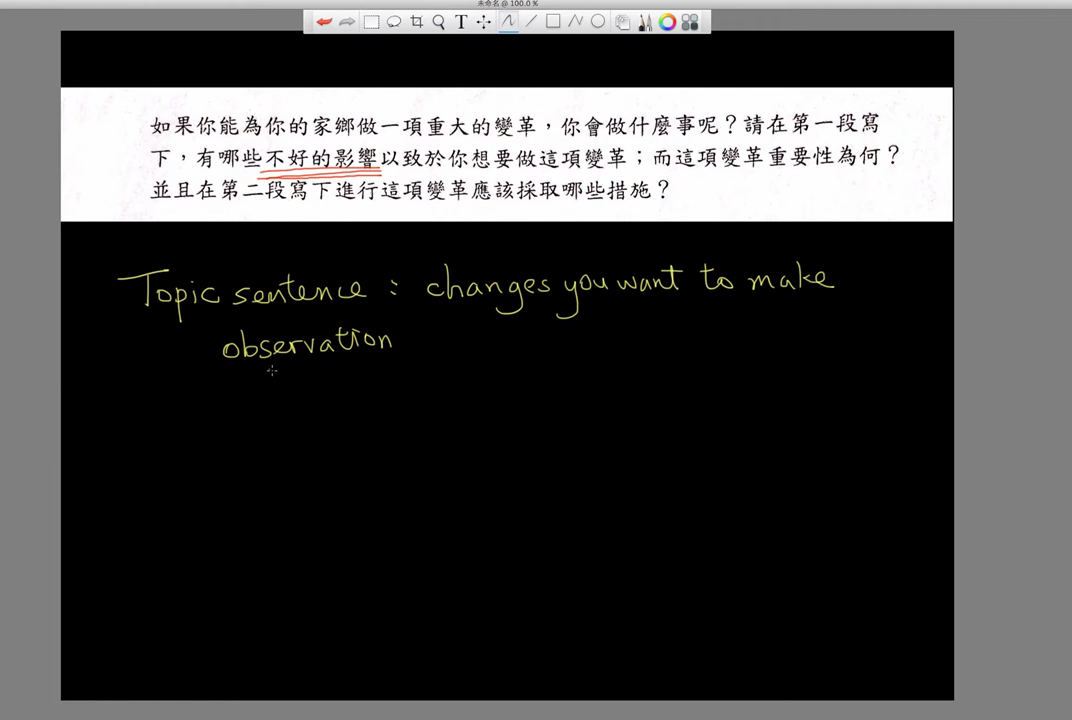 未命名 @ 100.0 %
T
如果你能為你的家鄉做一項重大的變革，你會做什麼事呢？請在第一段寫
下，有哪些不好的影響以致於你想要做這項變革；而這項變革重要性為何？
並且在第二段寫下進行這項變革應該採取哪些措施？
Topic sentence : changes you want to make
observation